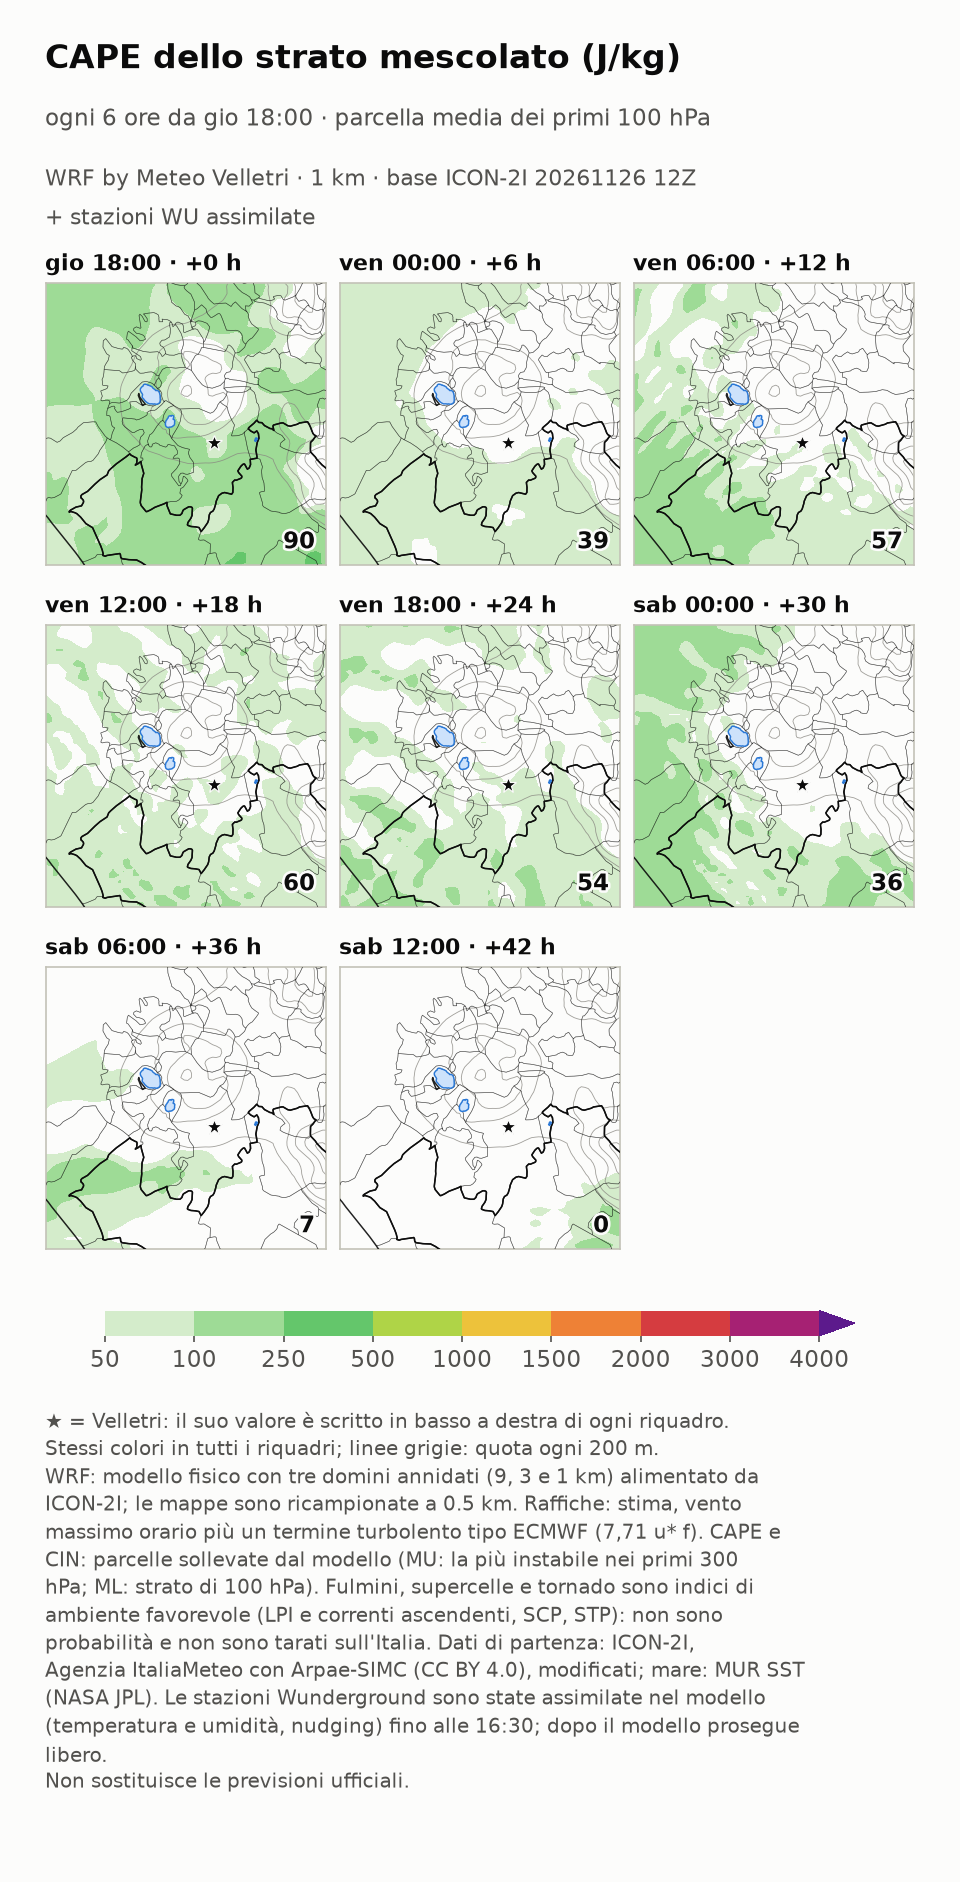 CAPE dello strato mescolato (J/kg)
ogni 6 ore da gio 18:00 · parcella media dei primi 100 hPa
WRF by Meteo Velletri · 1 km · base ICON-2I 20261126 12Z
+ stazioni WU assimilate
gio 18:00 · +0 h
ven 00:00 · +6 h
ven 06:00 · +12 h
90
39
57
ven 12:00 · +18 h
ven 18:00 · +24 h
sab 00:00 · +30 h
60
54
36
sab 06:00 · +36 h
sab 12:00 · +42 h
7
0
50 100 250 500 1000 1500 2000 3000 4000
★ = Velletri: il suo valore è scritto in basso a destra di ogni riquadro.
Stessi colori in tutti i riquadri; linee grigie: quota ogni 200 m.
WRF: modello fisico con tre domini annidati (9, 3 e 1 km) alimentato da
ICON-2I; le mappe sono ricampionate a 0.5 km. Raffiche: stima, vento
massimo orario più un termine turbolento tipo ECMWF (7,71 u* f). CAPE e
CIN: parcelle sollevate dal modello (MU: la più instabile nei primi 300
hPa; ML: strato di 100 hPa). Fulmini, supercelle e tornado sono indici di
ambiente favorevole (LPI e correnti ascendenti, SCP, STP): non sono
probabilità e non sono tarati sull'Italia. Dati di partenza: ICON-2I,
Agenzia ItaliaMeteo con Arpae-SIMC (CC BY 4.0), modificati; mare: MUR SST
(NASA JPL). Le stazioni Wunderground sono state assimilate nel modello
(temperatura e umidità, nudging) fino alle 16:30; dopo il modello prosegue
libero.
Non sostituisce le previsioni ufficiali.